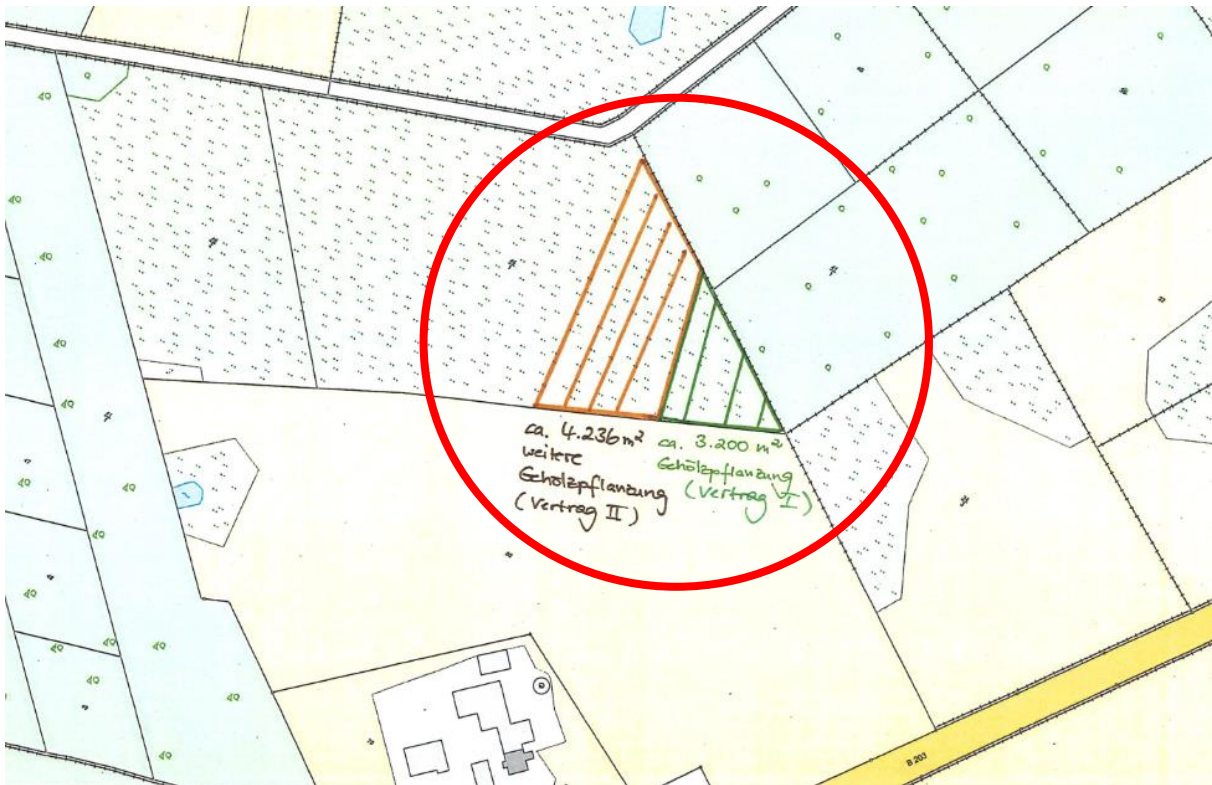 ca. 4.236 m²
weitere
Gehölzpflanzung
(Vertrag II)
ca. 3.200 m²
Gehölzpflanzung
(Vertrag I)
B 203